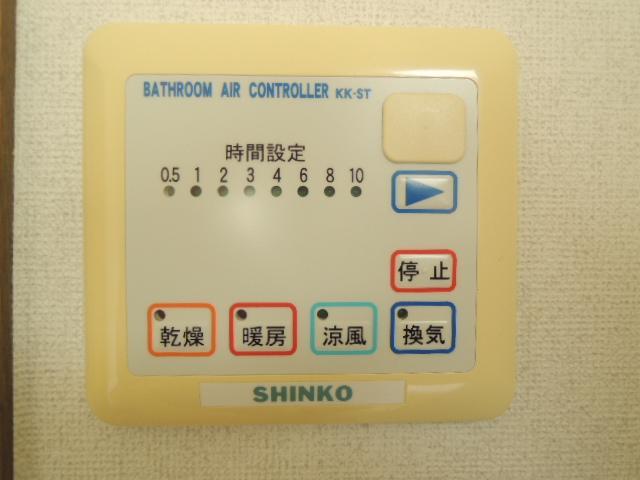 BATHROOM AIR CONTROLLER KK-ST
時間設定
0.5 1 2 3 4 6 8 10
停止
乾燥 暖房 涼風 換気
SHINKO